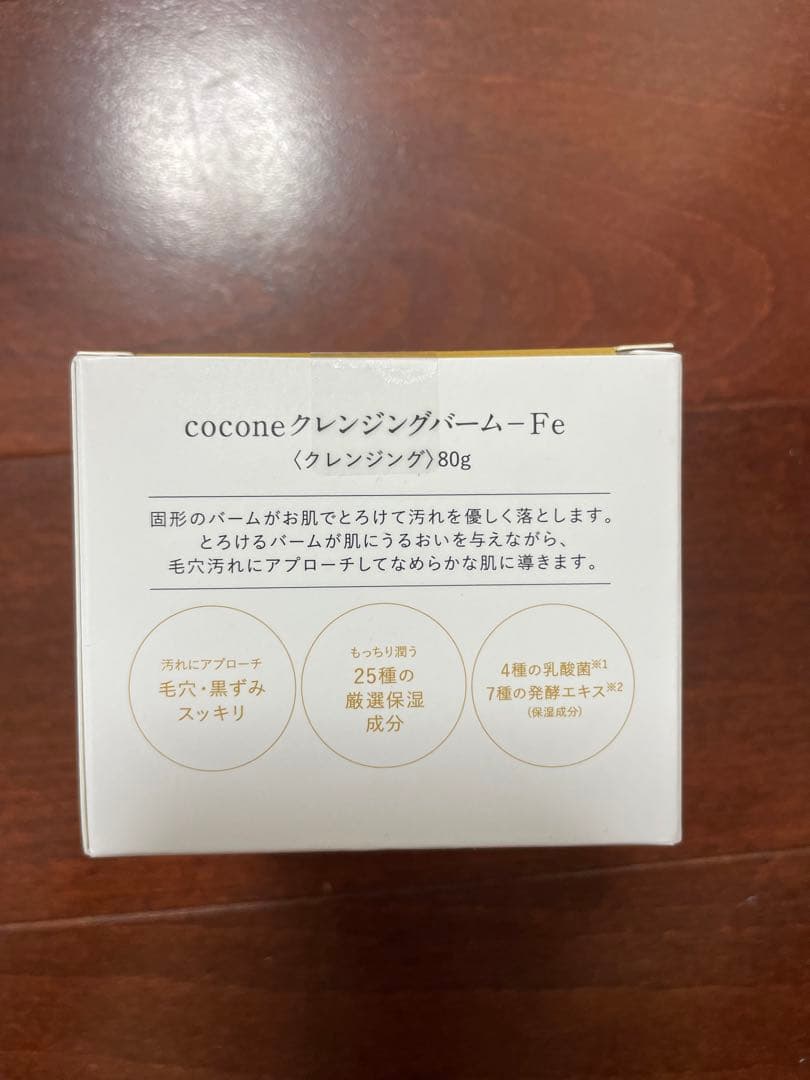 coconeクレンジングバーム－Fe
〈クレンジング〉80g
固形のバームがお肌でとろけて汚れを優しく落とします。
とろけるバームが肌にうるおいを与えながら、
毛穴汚れにアプローチしてなめらかな肌に導きます。
汚れにアプローチ
毛穴・黒ずみ
スッキリ
もっちり潤う
25種の
厳選保湿
成分
4種の乳酸菌※1
7種の発酵エキス※2
(保湿成分)